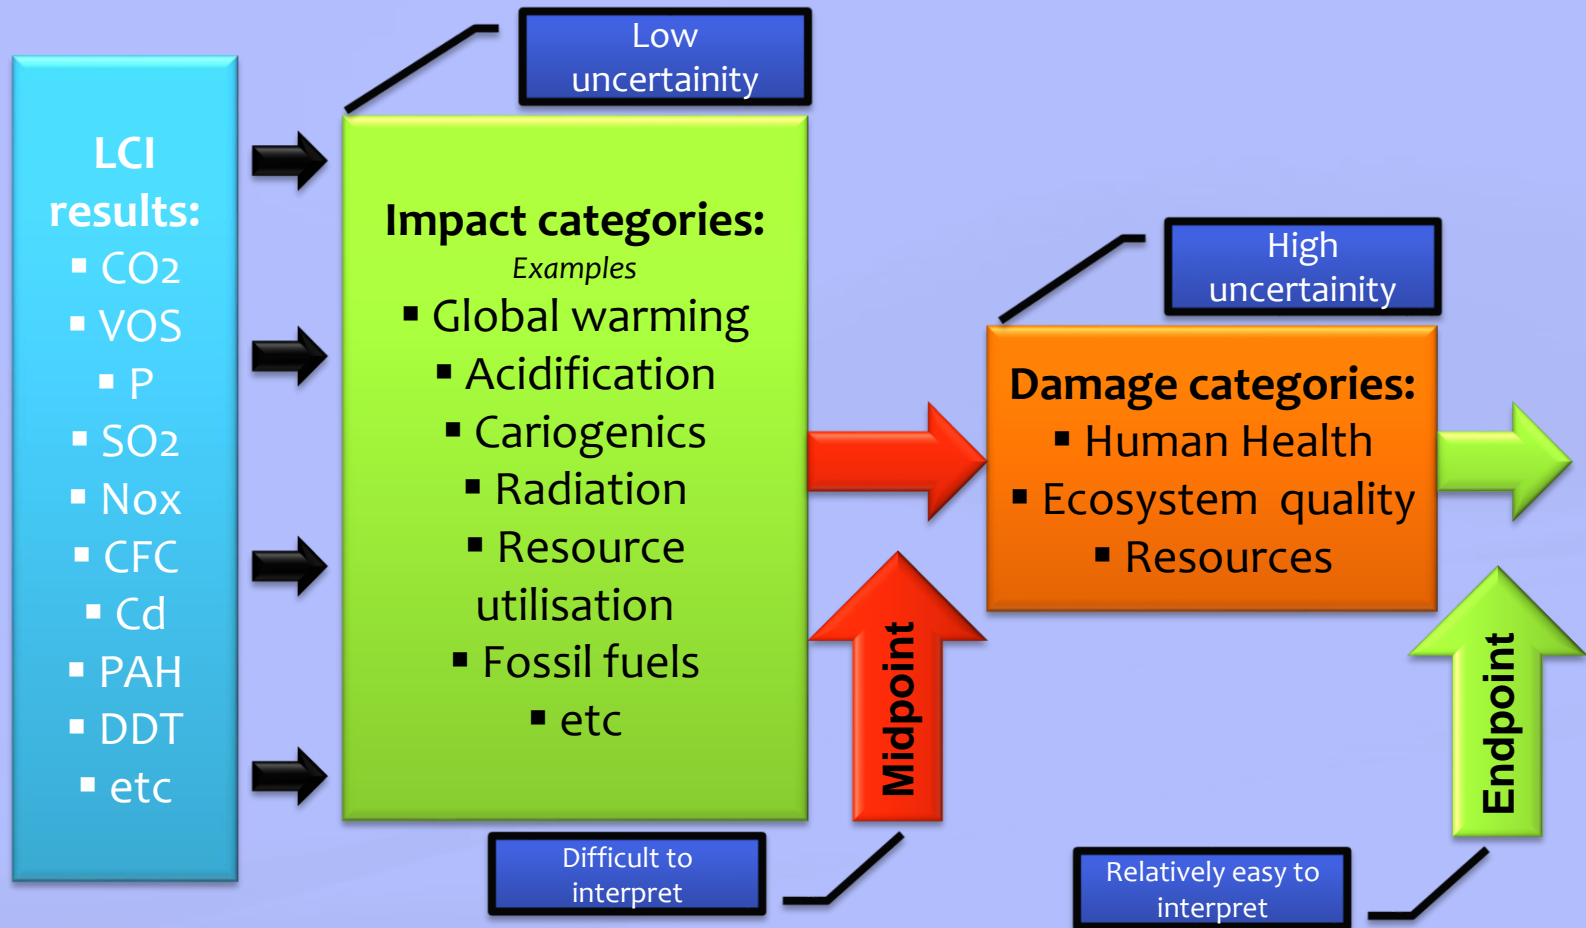 LCI
results:
▪ CO2
▪ VOS
▪ P
▪ SO2
▪ Nox
▪ CFC
▪ Cd
▪ PAH
▪ DDT
▪ etc
Low
uncertainity
Impact categories:
Examples
▪ Global warming
▪ Acidification
▪ Cariogenics
▪ Radiation
▪ Resource
utilisation
▪ Fossil fuels
▪ etc
Difficult to
interpret
Midpoint
High
uncertainity
Damage categories:
▪ Human Health
▪ Ecosystem quality
▪ Resources
Relatively easy to
interpret
Endpoint